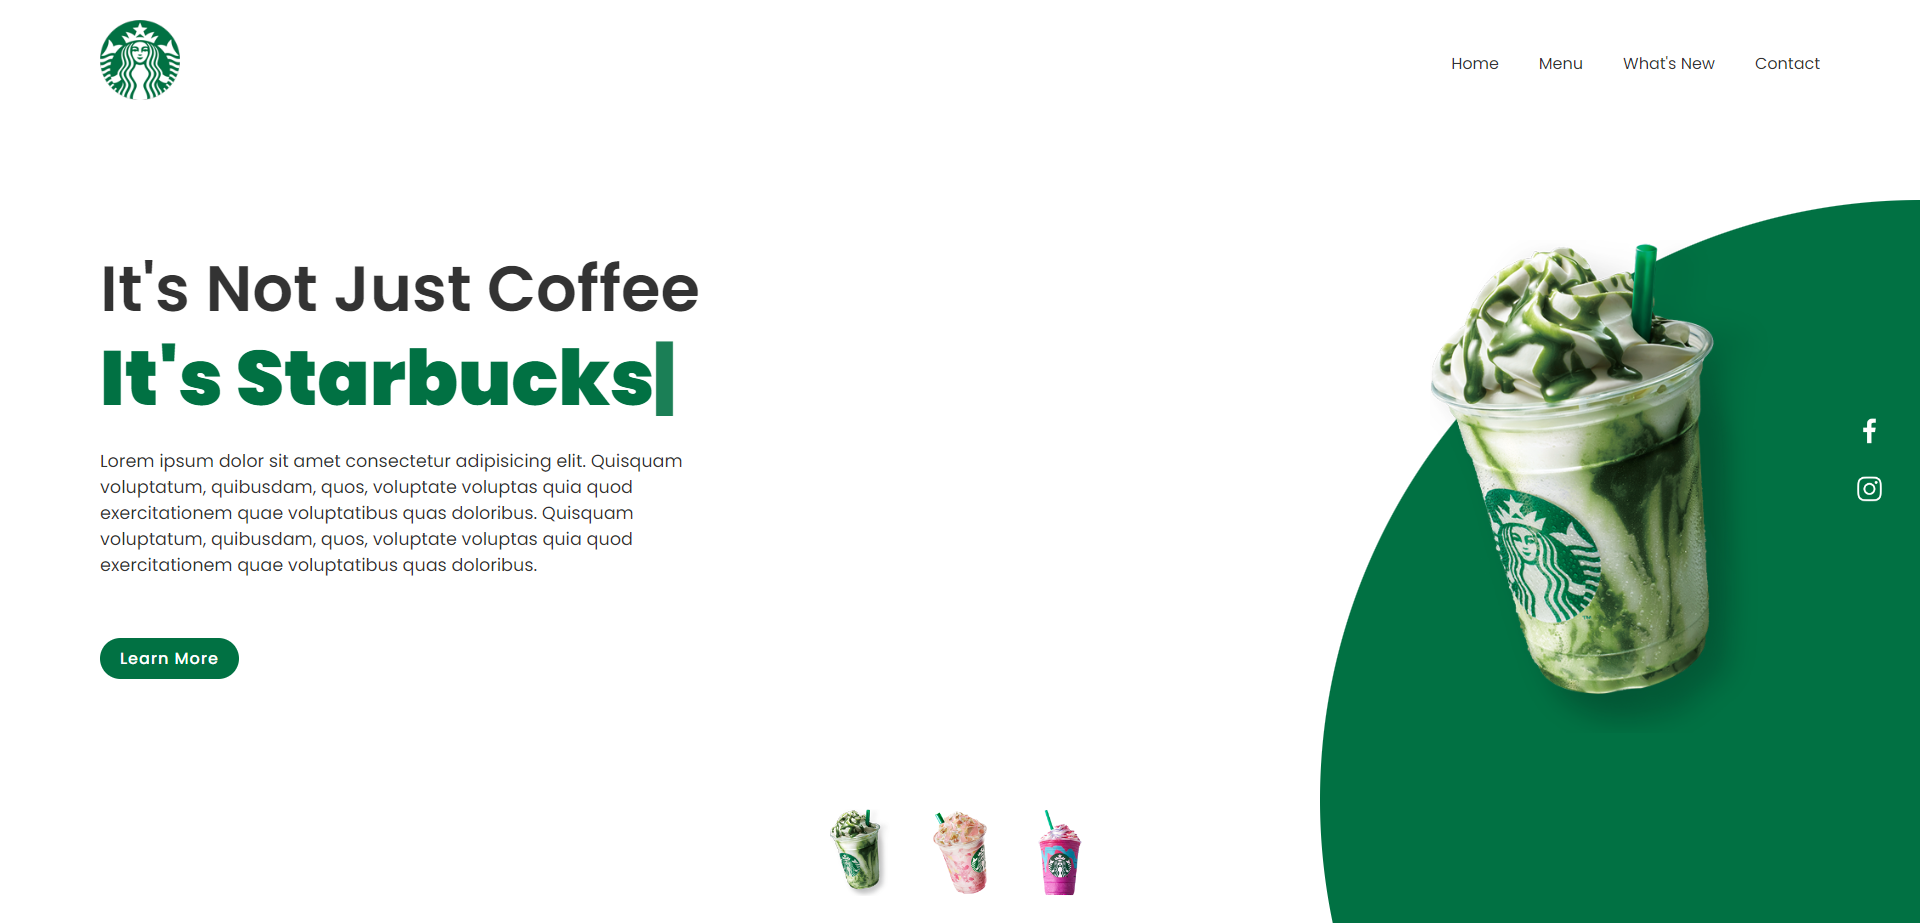 Home Menu What's New Contact
It's Not Just Coffee
It's Starbucks
Lorem ipsum dolor sit amet consectetur adipisicing elit. Quisquam
voluptatum, quibusdam, quos, voluptate voluptas quia quod
exercitationem quae voluptatibus quas doloribus. Quisquam
voluptatum, quibusdam, quos, voluptate voluptas quia quod
exercitationem quae voluptatibus quas doloribus.
Learn More